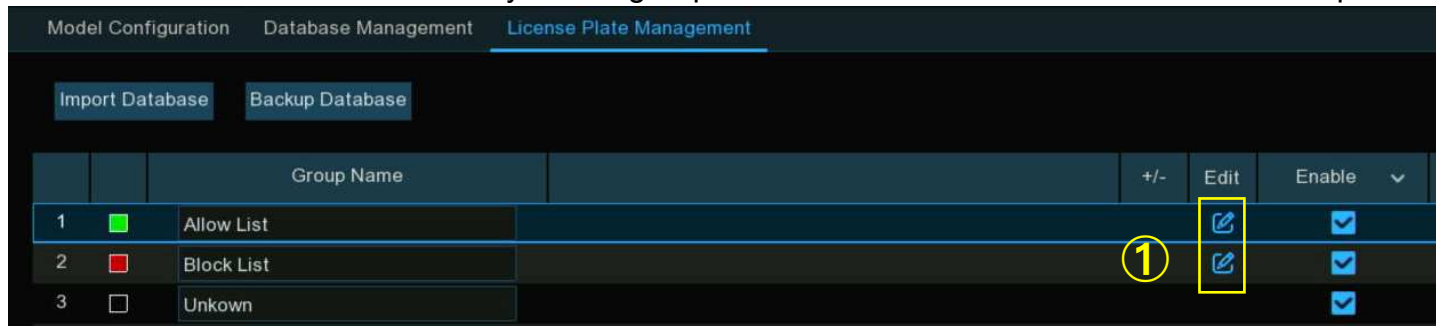 Model Configuration Database Management License Plate Management
Import Database Backup Database
Group Name +/- Edit Enable
1 Allow List
①
2 Block List
3 Unkown